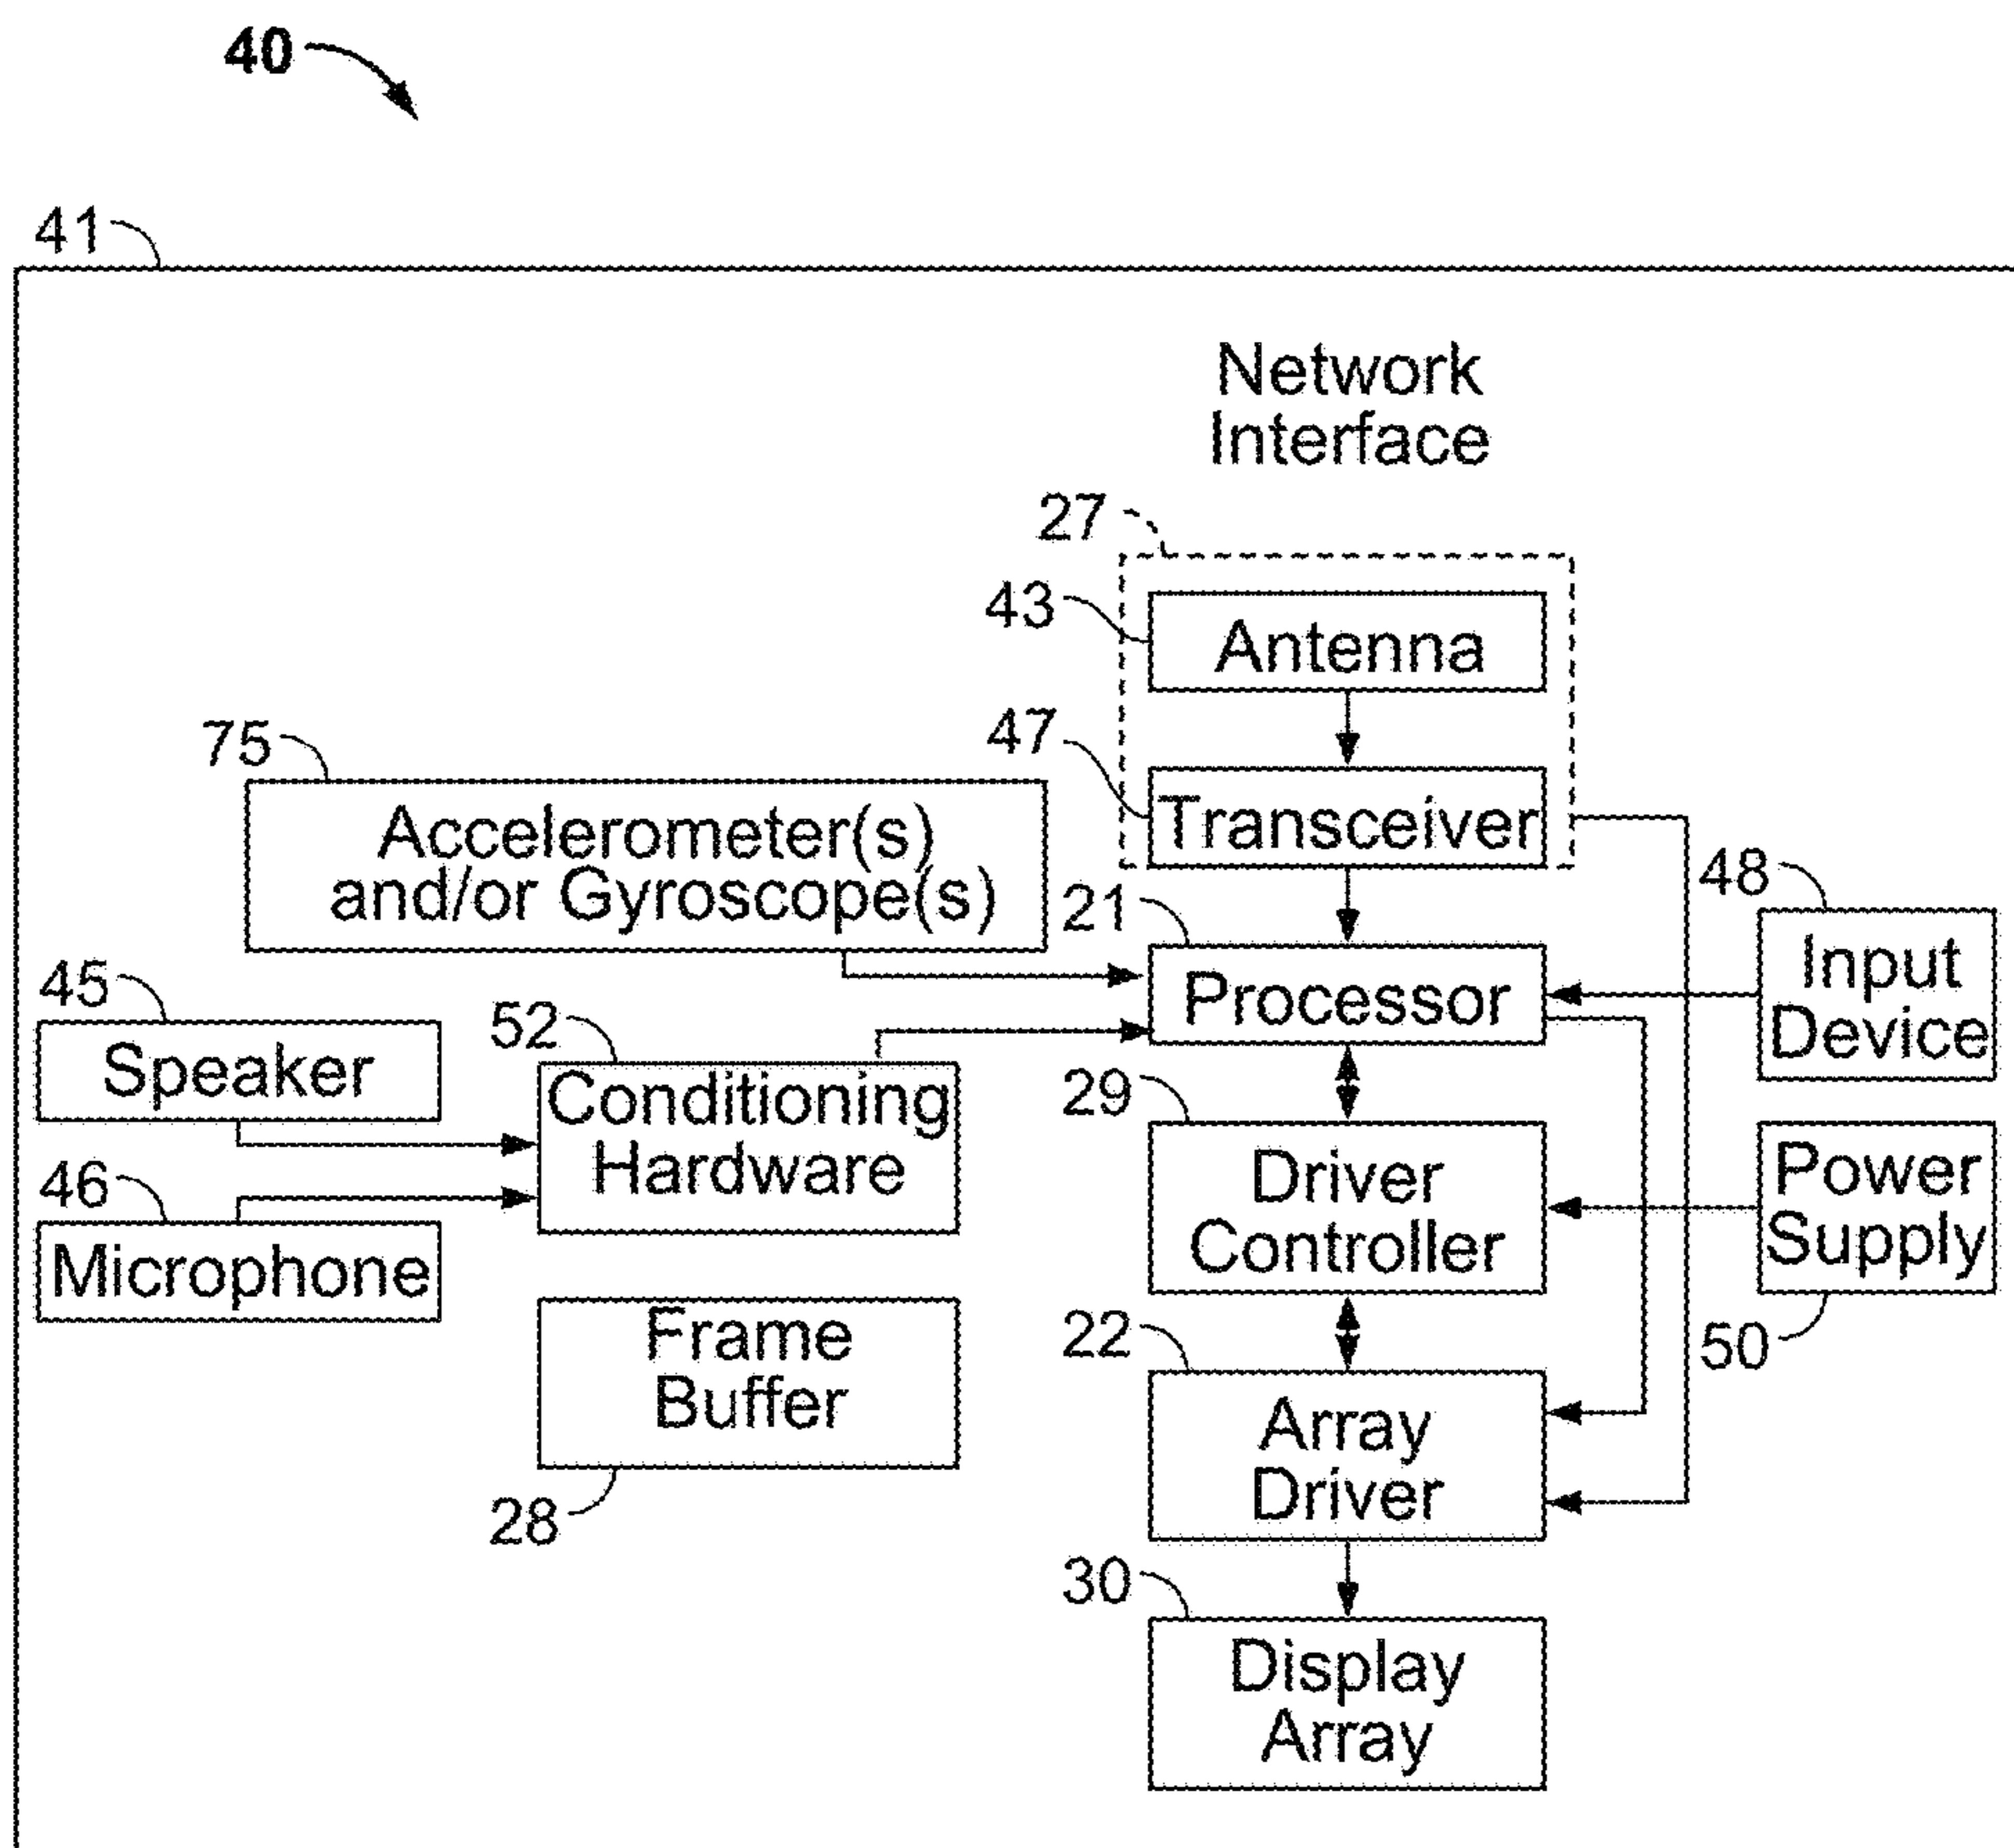 40
41
Network
Interface
27
43
Antenna
47
Transceiver
75
Accelerometer(s)
and/or Gyroscope(s)
21
Processor
48
Input
Device
45
Speaker
52
Conditioning
Hardware
46
Microphone
29
Driver
Controller
Power
Supply
50
Frame
Buffer
28
22
Array
Driver
30
Display
Array